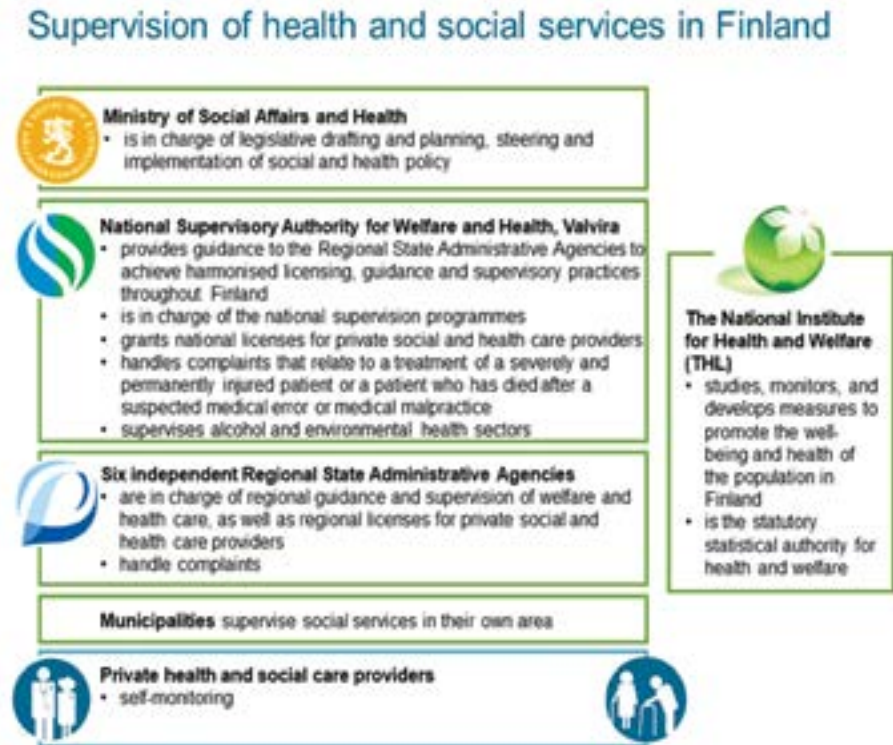 Supervision of health and social services in Finland
Ministry of Social Affairs and Health
• is in charge of legislative drafting and planning, steering and
implementation of social and health policy
National Supervisory Authority for Welfare and Health, Valvira
• provides guidance to the Regional State Administrative Agencies to
achieve harmonised licensing, guidance and supervisory practices
throughout Finland
• is in charge of the national supervision programmes
• grants national licenses for private social and health care providers
• handles complaints that relate to a treatment of a severely and
permanently injured patient or a patient who has died after a
suspected medical error or medical malpractice
• supervises alcohol and environmental health sectors
Six independent Regional State Administrative Agencies
• are in charge of regional guidance and supervision of welfare and
health care, as well as regional licenses for private social and
health care providers
• handle complaints
Municipalities supervise social services in their own area
Private health and social care providers
• self-monitoring
The National Institute
for Health and Welfare
(THL)
• studies, monitors, and
develops measures to
promote the well-
being and health of
the population in
Finland
• is the statutory
statistical authority for
health and welfare